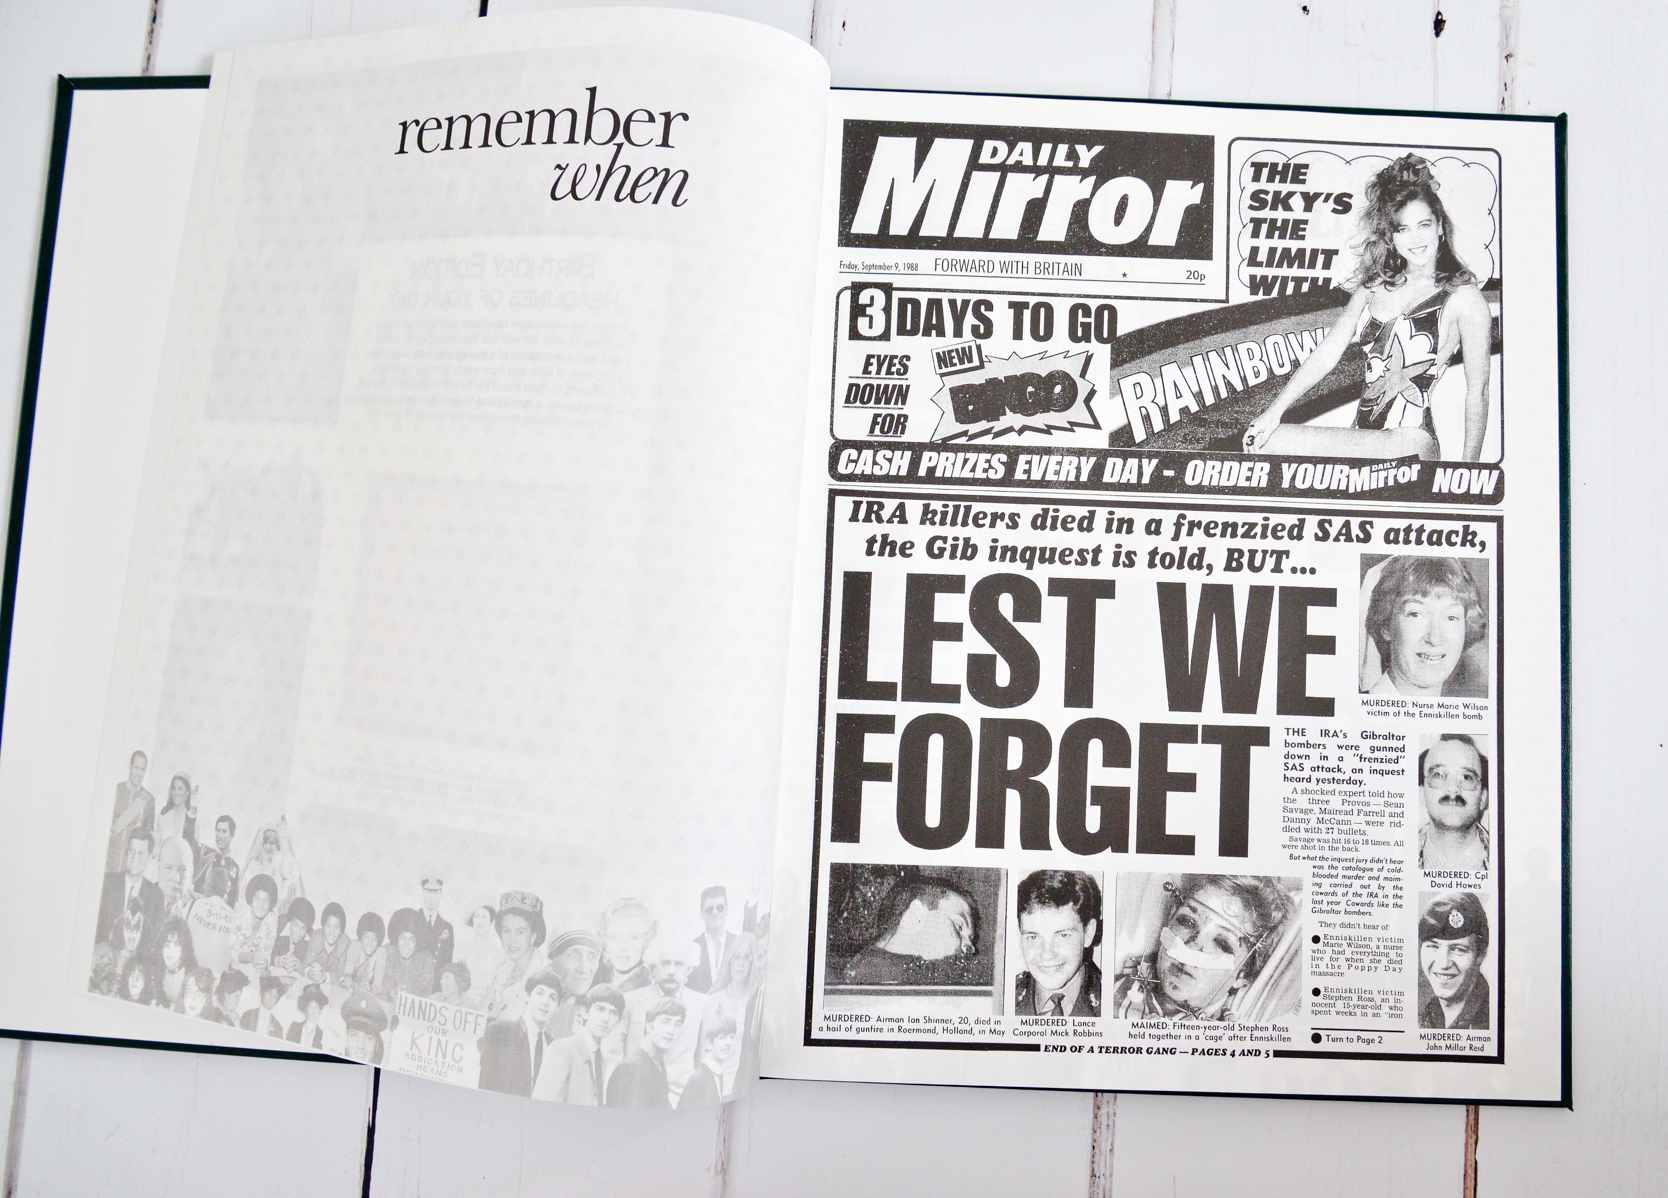 remember
when
BIRTHDAY EDITION
HEADLINES OF YOUR DAY
HANDS OFF
OUR
KING
ABDICATION
MEANS
DAILY
Mirror
Friday, September 9, 1988 FORWARD WITH BRITAIN ★ 20p
THE
SKY'S
THE
LIMIT
WITH
RAINBOW
3 DAYS TO GO
EYES
DOWN
FOR
NEW
BINGO
CASH PRIZES EVERY DAY - ORDER YOUR DAILY Mirror NOW
IRA killers died in a frenzied SAS attack,
the Gib inquest is told, BUT...
LEST WE
FORGET
MURDERED: Nurse Marie Wilson
victim of the Enniskillen bomb
THE IRA's Gibraltar
bombers were gunned
down in a "frenzied"
SAS attack, an inquest
heard yesterday.
A shocked expert told how
the three Provos — Sean
Savage, Mairead Farrell and
Danny McCann — were rid-
dled with 27 bullets.
Savage was hit 16 to 18 times. All
were shot in the back.
But what the inquest jury didn't hear
was the catalogue of cold-
blooded murder and maim-
ing carried out by the
cowards of the IRA in the
last year. Cowards like the
Gibraltar bombers.
They didn't hear of:
● Enniskillen victim
Marie Wilson, a nurse
who had everything to
live for when she died
in the Poppy Day
massacre.
● Enniskillen victim
Stephen Ross, an in-
nocent 15-year-old who
spent weeks in an "iron
● Turn to Page 2
MURDERED: Cpl
David Howes
MURDERED: Airman
John Millar Reid
MURDERED: Airman Ian Shinner, 20, died in
a hail of gunfire in Roermond, Holland, in May
MURDERED: Lance
Corporal Mick Robbins
MAIMED: Fifteen-year-old Stephen Ross
held together in a 'cage' after Enniskillen
END OF A TERROR GANG — PAGES 4 AND 5